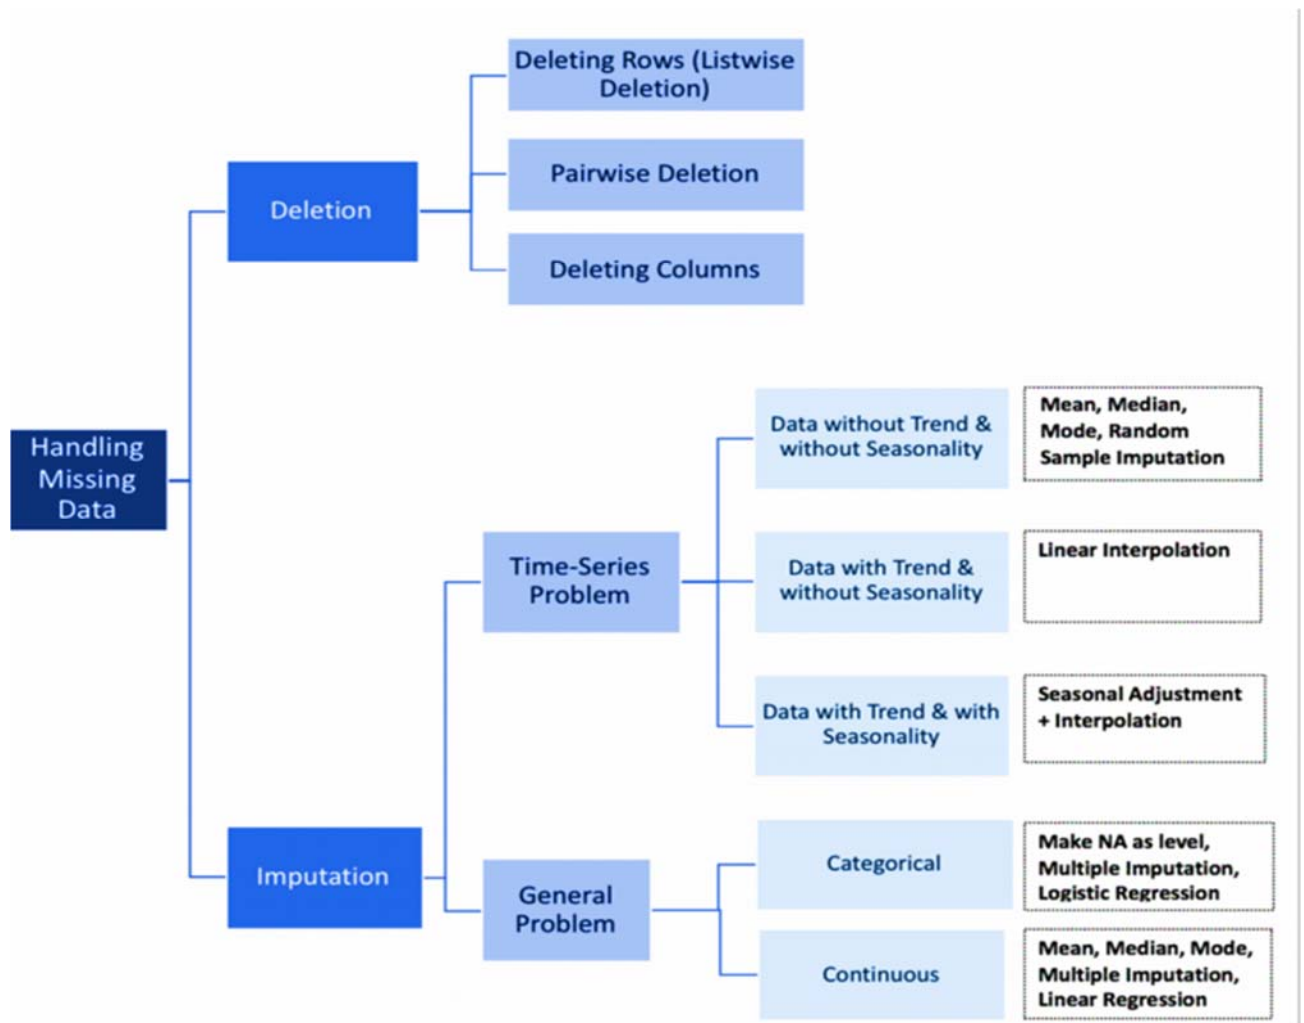 Deleting Rows (Listwise
Deletion)
Pairwise Deletion
Deletion
Deleting Columns
Handling
Missing
Data
Data without Trend &
without Seasonality
Mean, Median,
Mode, Random
Sample Imputation
Time-Series
Problem
Data with Trend &
without Seasonality
Linear Interpolation
Data with Trend & with
Seasonality
Seasonal Adjustment
+ Interpolation
Imputation
General
Problem
Categorical
Make NA as level,
Multiple Imputation,
Logistic Regression
Continuous
Mean, Median, Mode,
Multiple Imputation,
Linear Regression